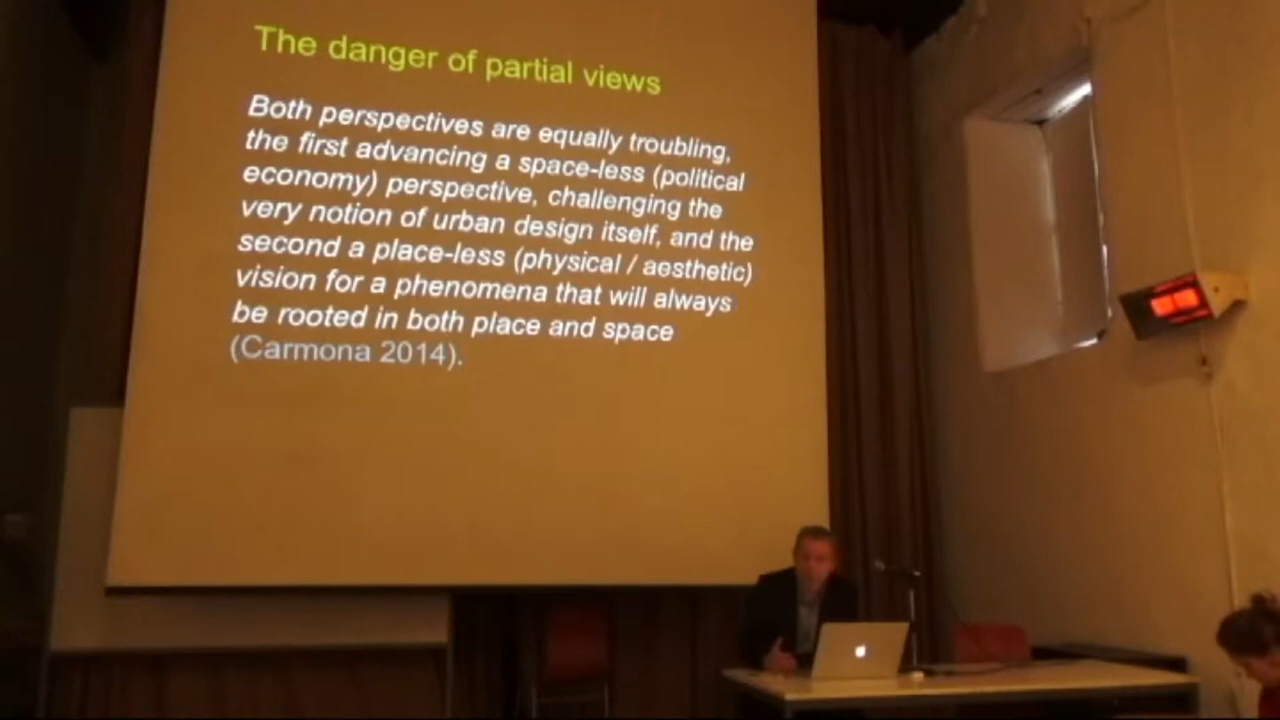 The danger of partial views
Both perspectives are equally troubling,
the first advancing a space-less (political
economy) perspective, challenging the
very notion of urban design itself, and the
second a place-less (physical / aesthetic)
vision for a phenomena that will always
be rooted in both place and space
(Carmona 2014).